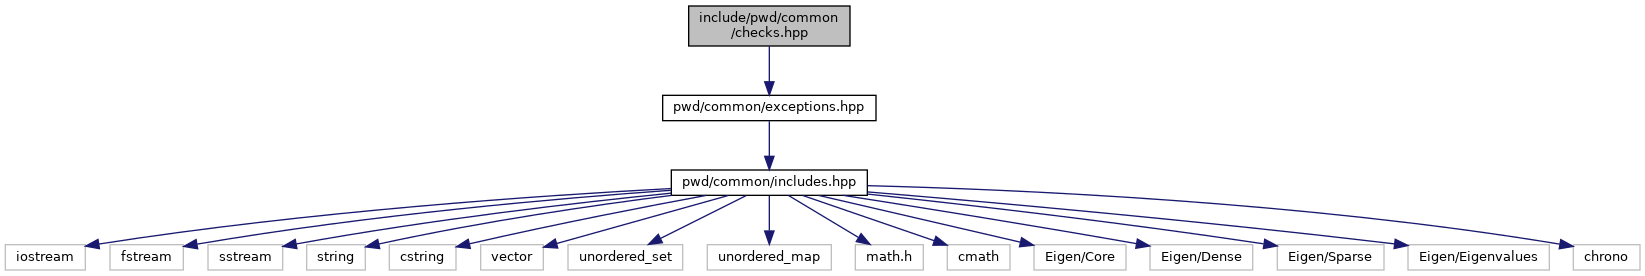 include/pwd/common
/checks.hpp
pwd/common/exceptions.hpp
pwd/common/includes.hpp
iostream
fstream
sstream
string
cstring
vector
unordered_set
unordered_map
math.h
cmath
Eigen/Core
Eigen/Dense
Eigen/Sparse
Eigen/Eigenvalues
chrono